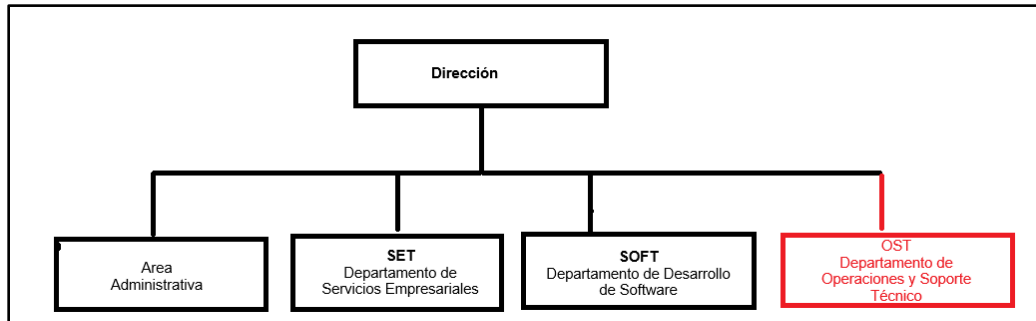 Dirección
Area
Administrativa
SET
Departamento de
Servicios Empresariales
SOFT
Departamento de Desarrollo
de Software
OST
Departamento de
Operaciones y Soporte
Técnico